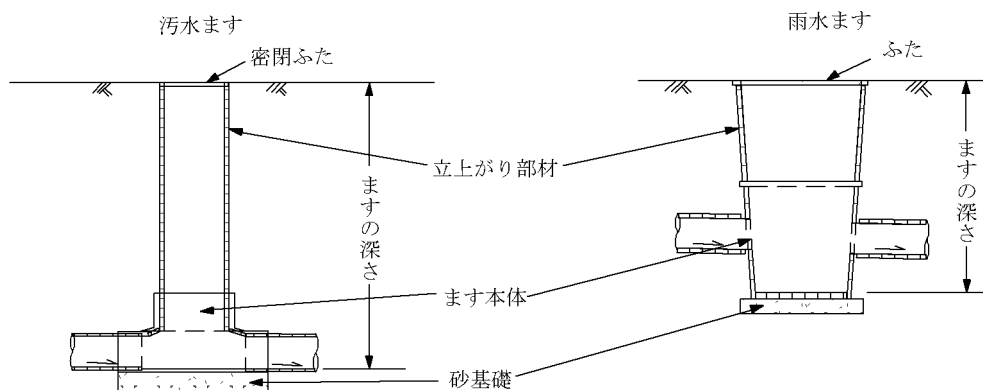 汚水ます
雨水ます
密閉ふた
ふた
立上がり部材
ますの深さ
ますの深さ
ます本体
砂基礎